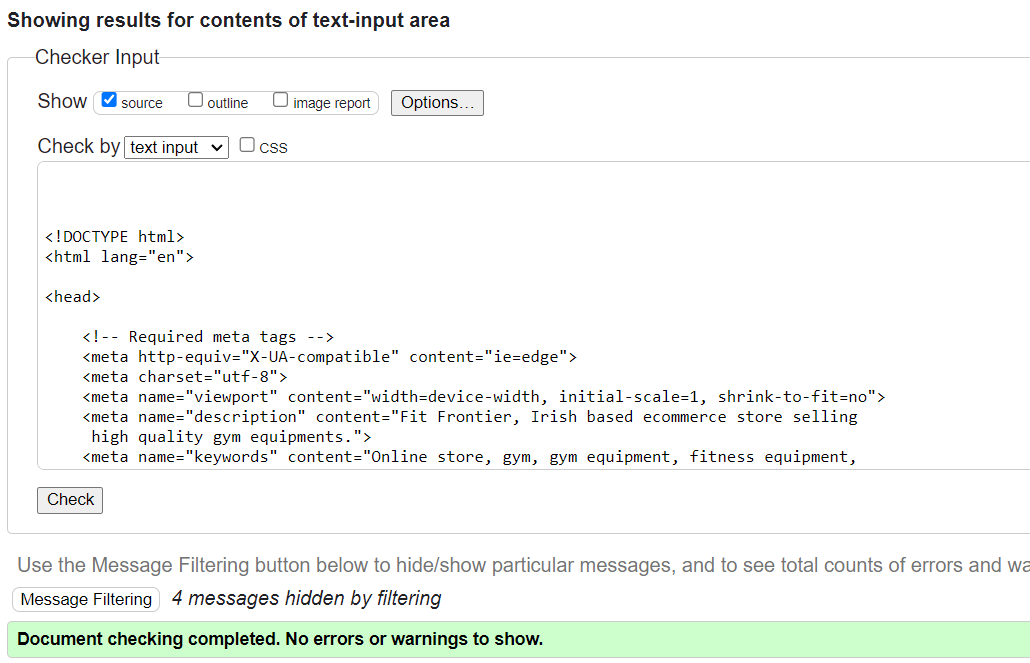 Showing results for contents of text-input area
Checker Input
Show source outline image report Options...
Check by text input CSS
<!DOCTYPE html>
<html lang="en">
<head>
<!-- Required meta tags -->
<meta http-equiv="X-UA-compatible" content="ie=edge">
<meta charset="utf-8">
<meta name="viewport" content="width=device-width, initial-scale=1, shrink-to-fit=no">
<meta name="description" content="Fit Frontier, Irish based ecommerce store selling
high quality gym equipments.">
<meta name="keywords" content="Online store, gym, gym equipment, fitness equipment,
Check
Use the Message Filtering button below to hide/show particular messages, and to see total counts of errors and
Message Filtering 4 messages hidden by filtering
Document checking completed. No errors or warnings to show.